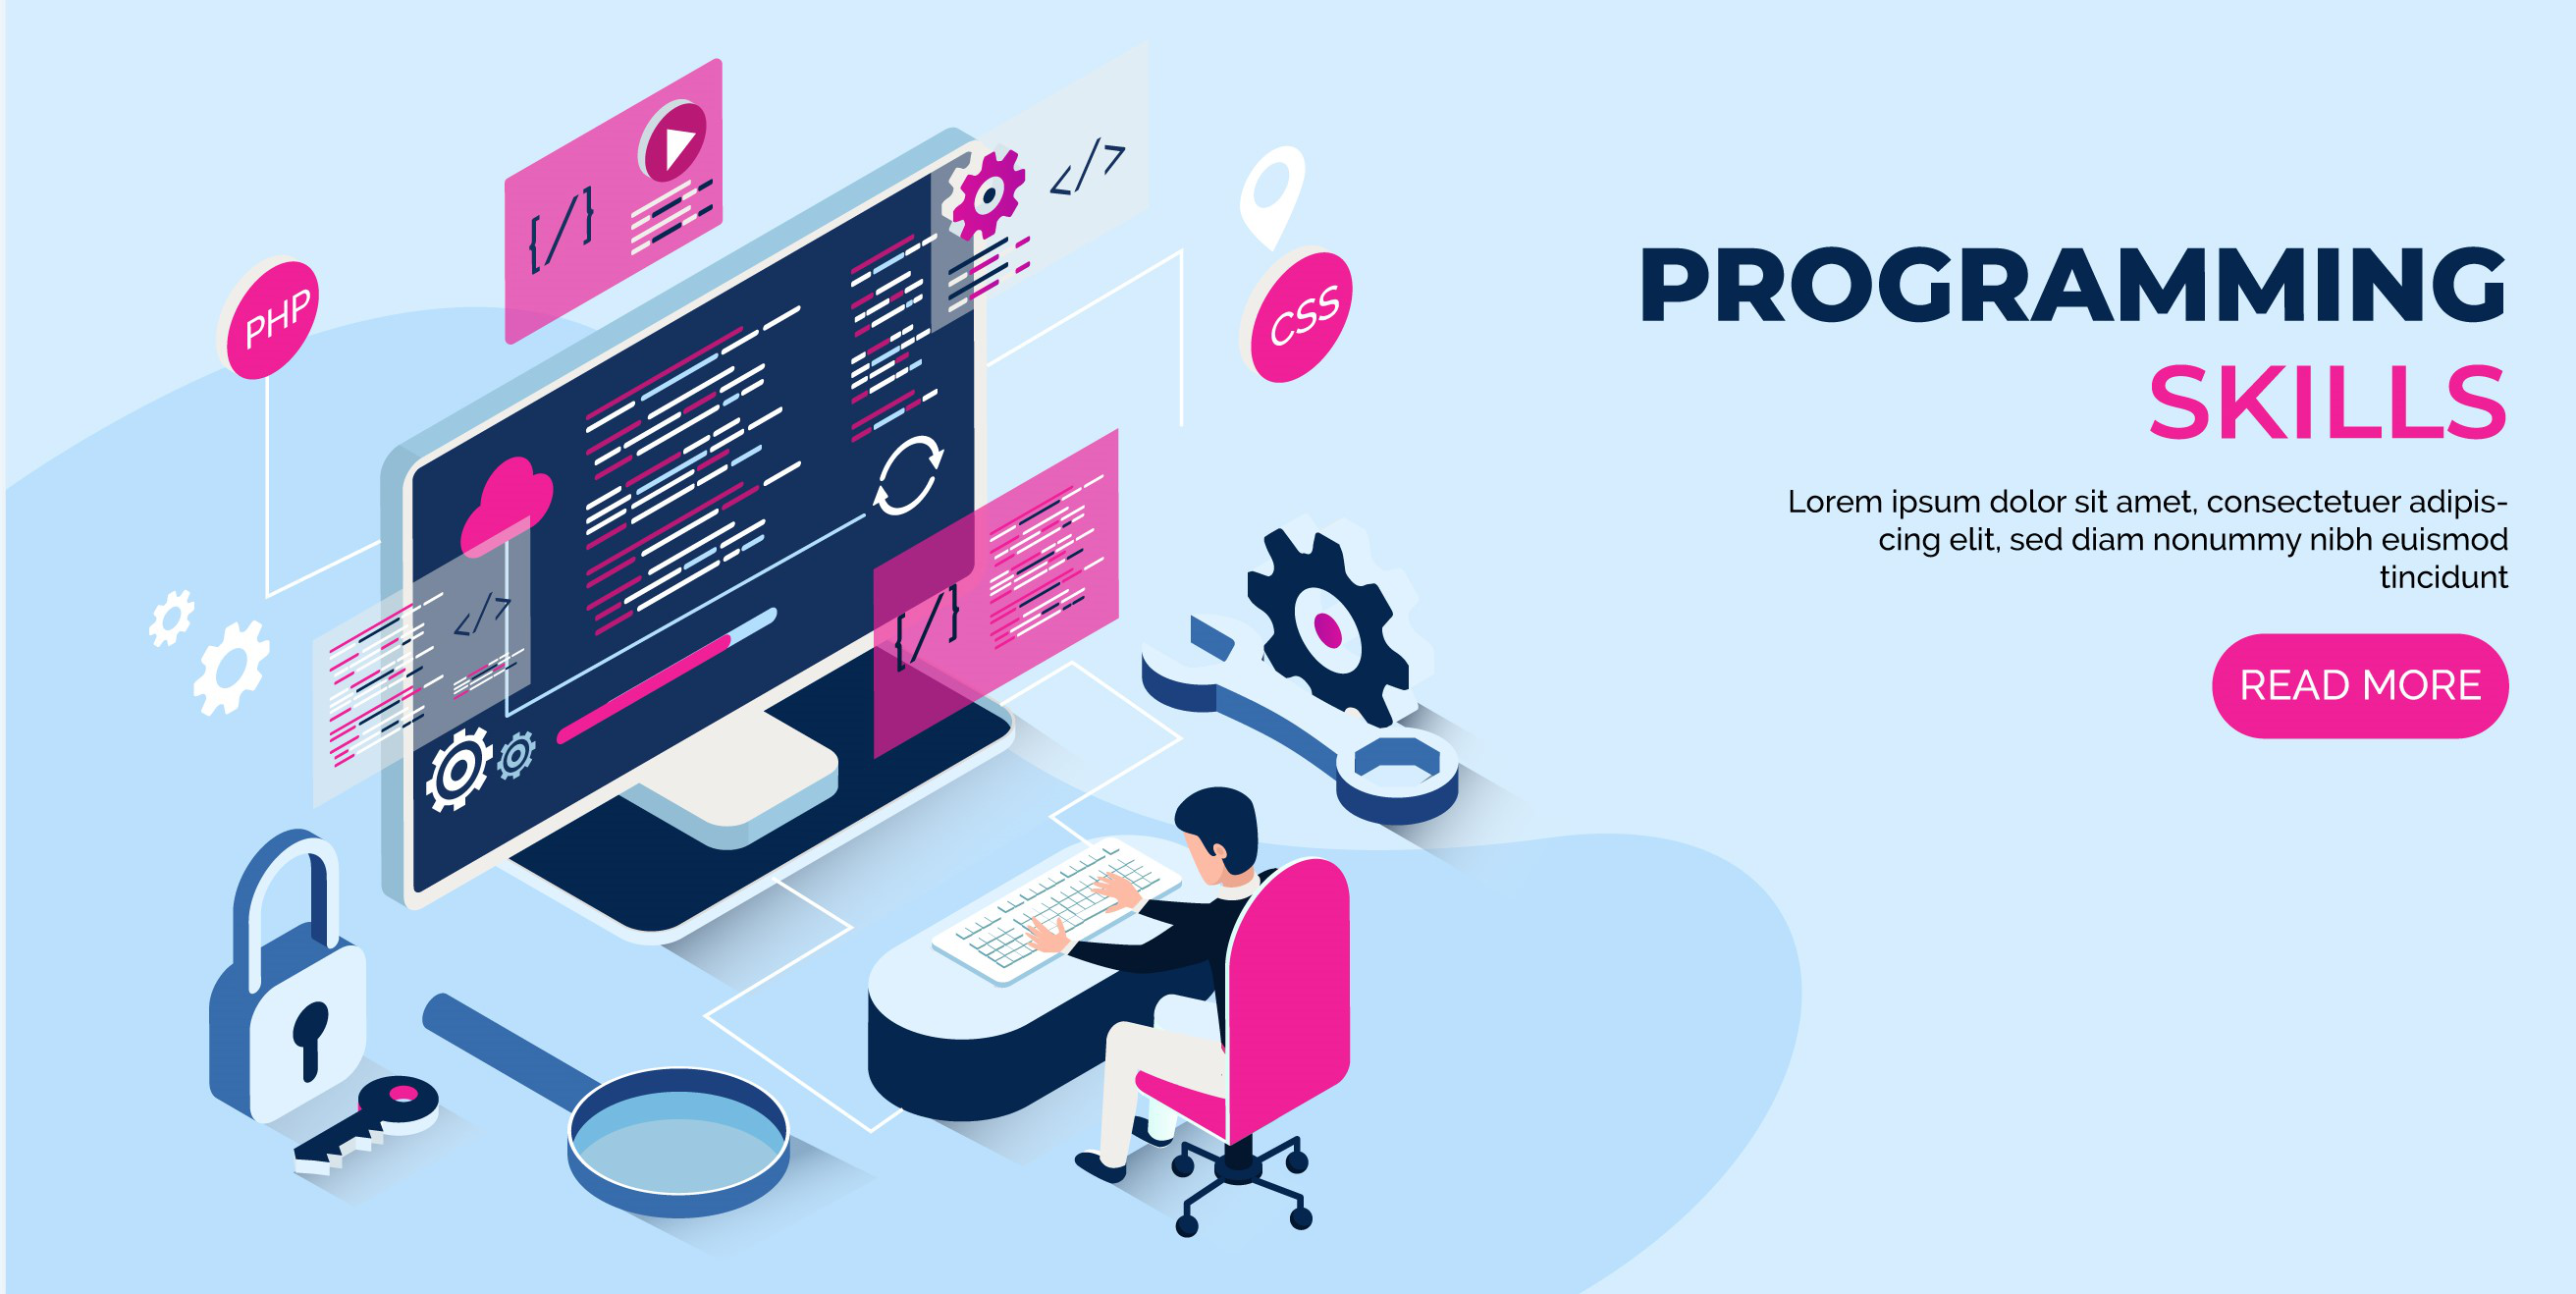 PHP
[/}
</>
CSS
</>
[/}
PROGRAMMING
SKILLS
Lorem ipsum dolor sit amet, consectetuer adipis-
cing elit, sed diam nonummy nibh euismod
tincidunt
READ MORE